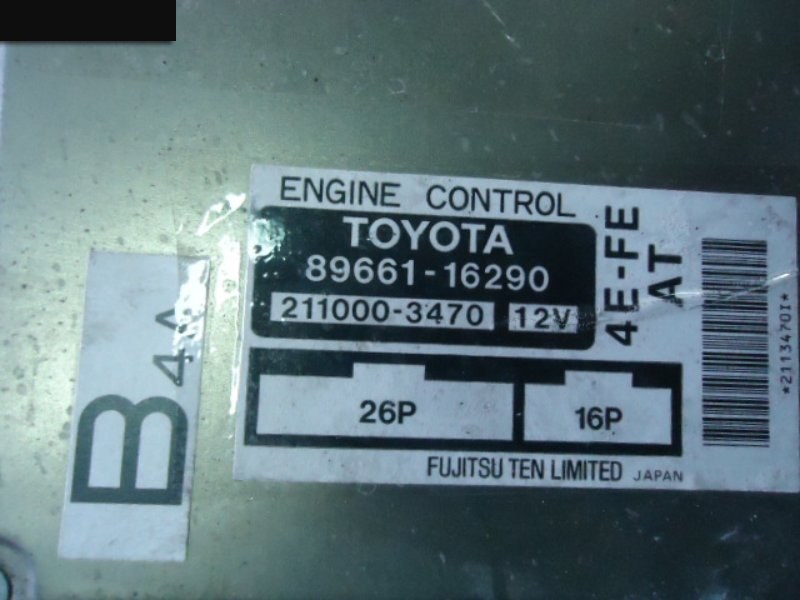 ENGINE CONTROL
TOYOTA
89661-16290
211000-3470 12V
4E-FE
AT
26P 16P
FUJITSU TEN LIMITED JAPAN
*21134701*
B
4A